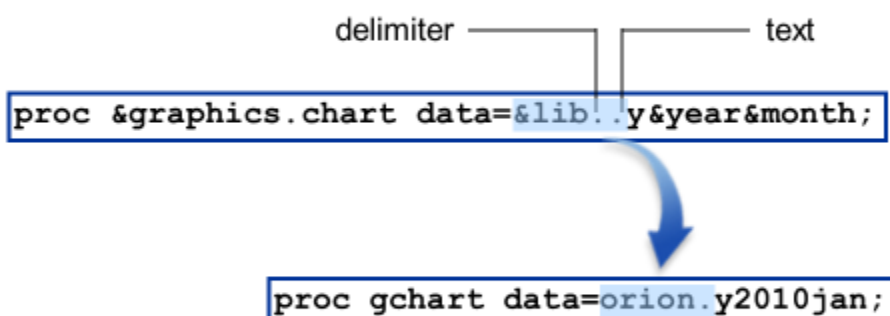 delimiter text
proc &graphics.chart data=&lib..y&year&month;
proc gchart data=orion.y2010jan;